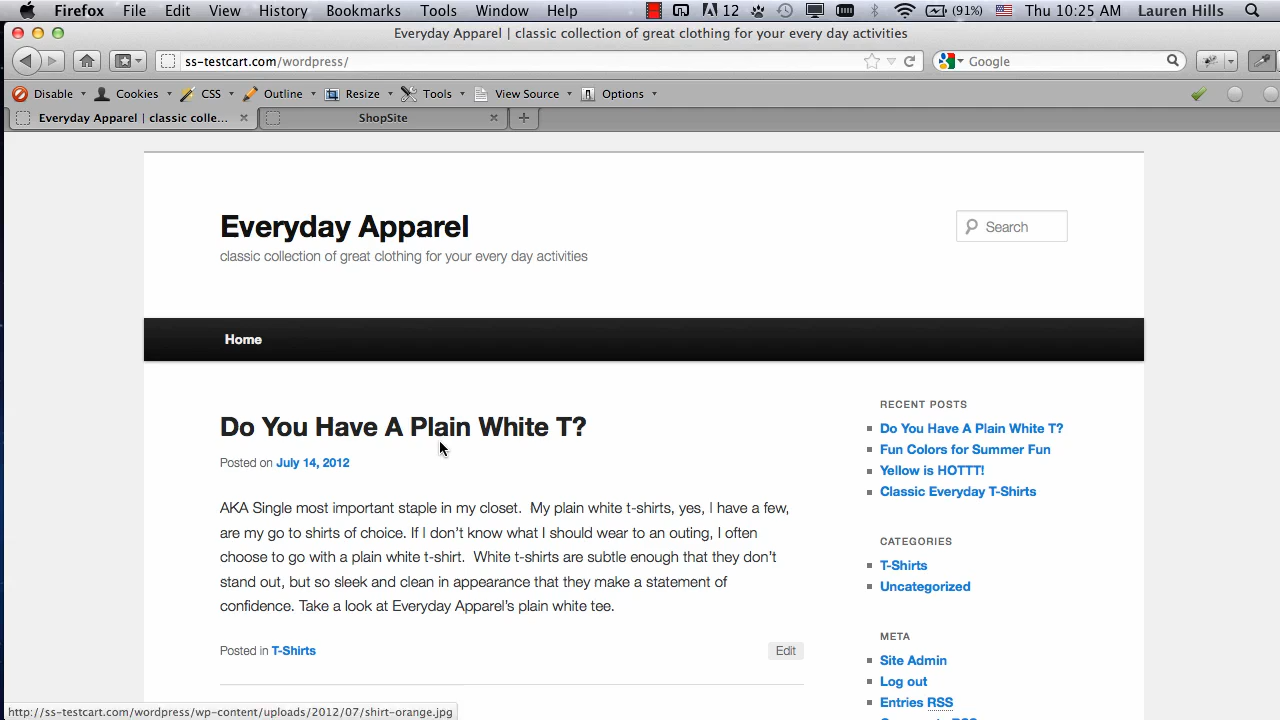 Firefox File Edit View History Bookmarks Tools Window Help 12 (91%) Thu 10:25 AM Lauren Hills
Everyday Apparel | classic collection of great clothing for your every day activities
ss-testcart.com/wordpress/ Google
Disable Cookies CSS Outline Resize Tools View Source Options
Everyday Apparel | classic colle... ShopSite
Everyday Apparel
classic collection of great clothing for your every day activities
Search
Home
Do You Have A Plain White T?
Posted on July 14, 2012
AKA Single most important staple in my closet.  My plain white t-shirts, yes, I have a few,
are my go to shirts of choice. If I don't know what I should wear to an outing, I often
choose to go with a plain white t-shirt.  White t-shirts are subtle enough that they don't
stand out, but so sleek and clean in appearance that they make a statement of
confidence. Take a look at Everyday Apparel's plain white tee.
Posted in T-Shirts
Edit
RECENT POSTS
Do You Have A Plain White T?
Fun Colors for Summer Fun
Yellow is HOTTT!
Classic Everyday T-Shirts
CATEGORIES
T-Shirts
Uncategorized
META
Site Admin
Log out
Entries RSS
Comments RSS
http://ss-testcart.com/wordpress/wp-content/uploads/2012/07/shirt-orange.jpg